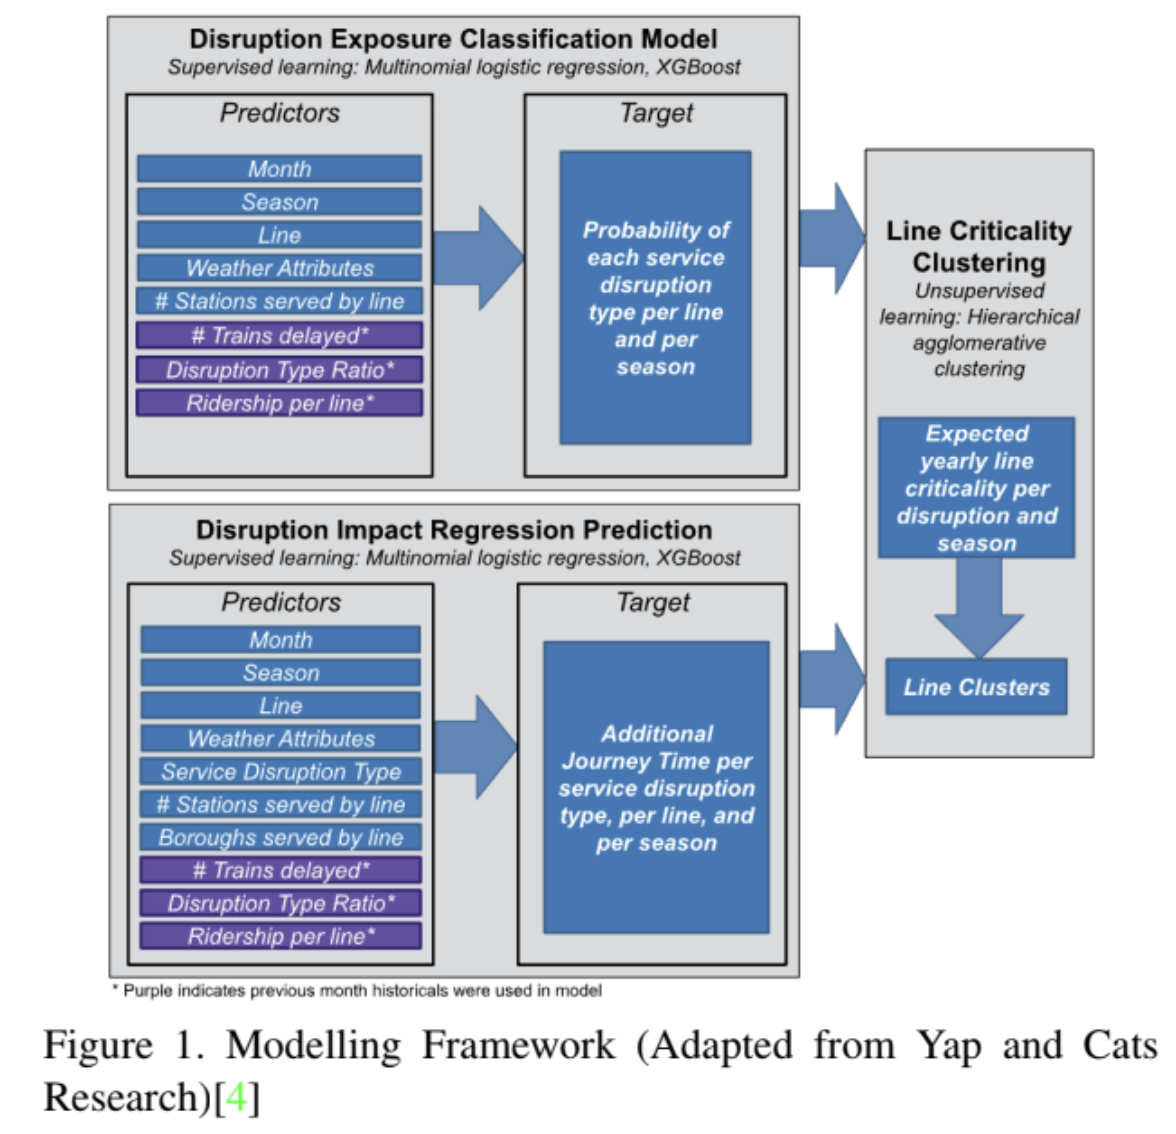 Disruption Exposure Classification Model
Supervised learning: Multinomial logistic regression, XGBoost
Predictors
Month
Season
Line
Weather Attributes
# Stations served by line
# Trains delayed*
Disruption Type Ratio*
Ridership per line*
Target
Probability of
each service
disruption
type per line
and per
season
Disruption Impact Regression Prediction
Supervised learning: Multinomial logistic regression, XGBoost
Predictors
Month
Season
Line
Weather Attributes
Service Disruption Type
# Stations served by line
Boroughs served by line
# Trains delayed*
Disruption Type Ratio*
Ridership per line*
Target
Additional
Journey Time per
service disruption
type, per line, and
per season
Line Criticality
Clustering
Unsupervised
learning: Hierarchical
agglomerative
clustering
Expected
yearly line
criticality per
disruption and
season
Line Clusters
* Purple indicates previous month historicals were used in model
Figure 1. Modelling Framework (Adapted from Yap and Cats
Research)[4]